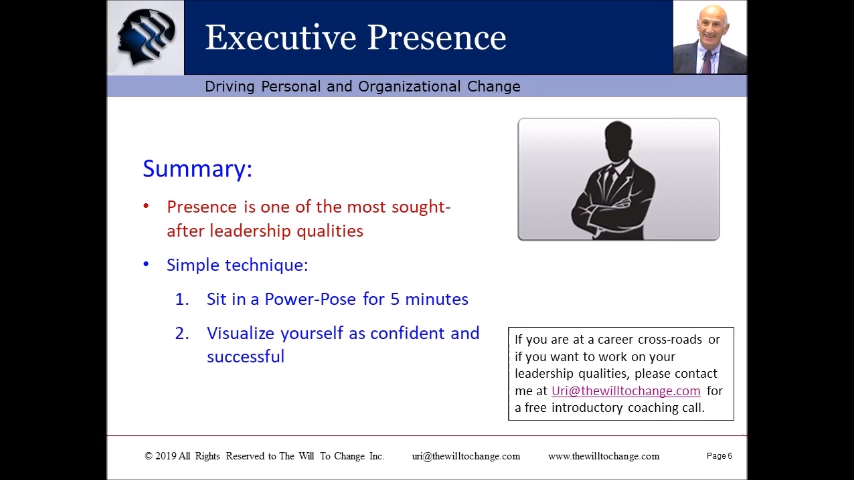 Executive Presence
Driving Personal and Organizational Change
Summary:
• Presence is one of the most sought-
after leadership qualities
• Simple technique:
1. Sit in a Power-Pose for 5 minutes
2. Visualize yourself as confident and
successful
If you are at a career cross-roads or
if you want to work on your
leadership qualities, please contact
me at Uri@thewilltochange.com for
a free introductory coaching call.
© 2019 All Rights Reserved to The Will To Change Inc. uri@thewilltochange.com www.thewilltochange.com Page 6